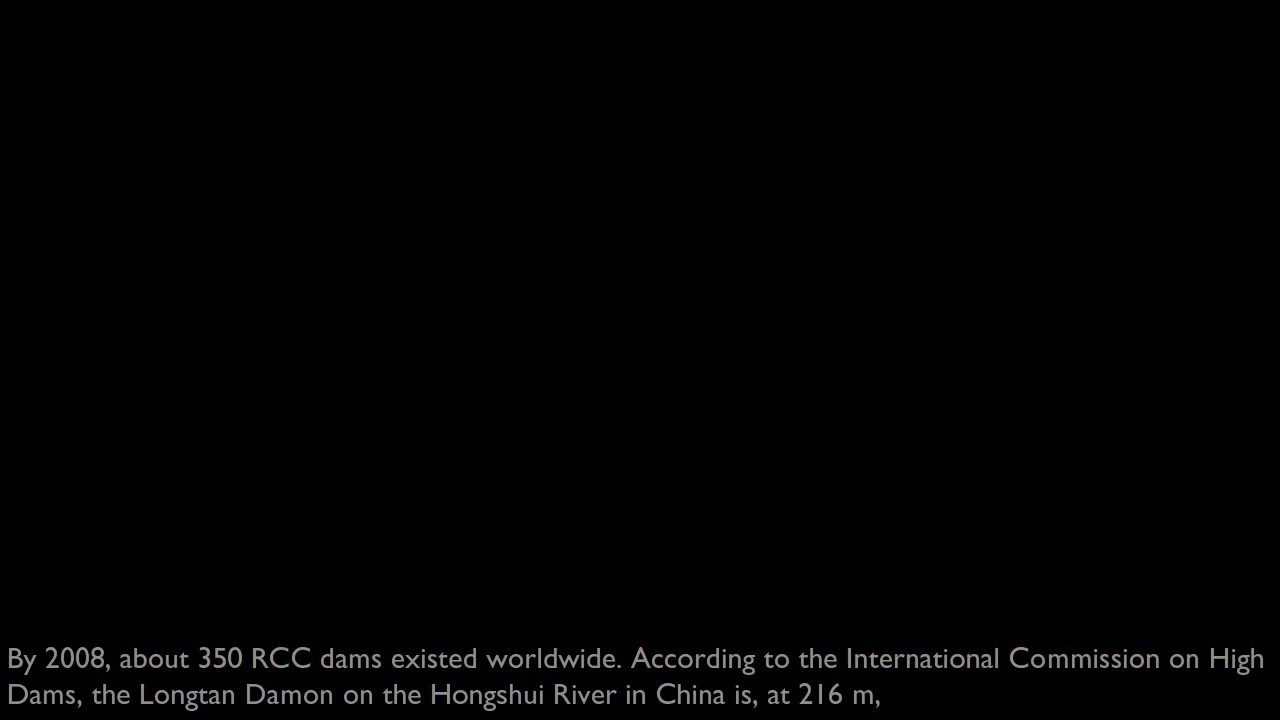 By 2008, about 350 RCC dams existed worldwide. According to the International Commission on High
Dams, the Longtan Damon on the Hongshui River in China is, at 216 m,